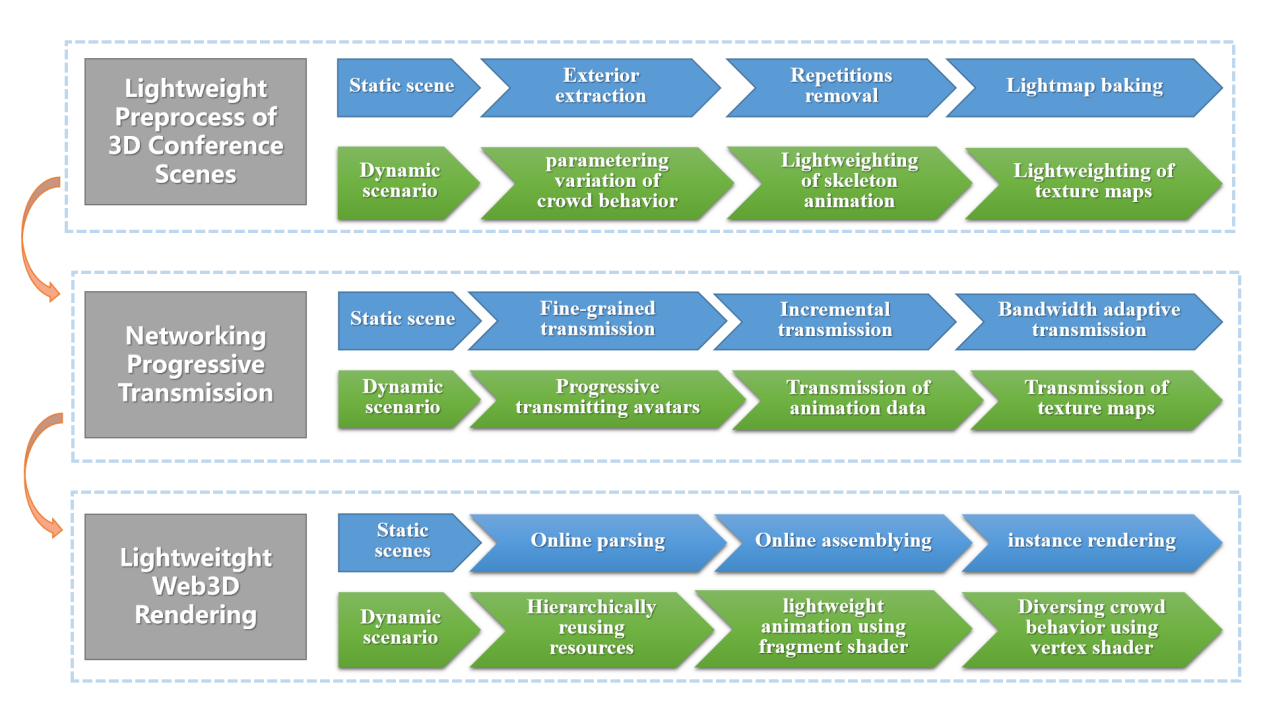 Lightweight
Preprocess of
3D Conference
Scenes
Static scene
Exterior
extraction
Repetitions
removal
Lightmap baking
Dynamic
scenario
parametering
variation of
crowd behavior
Lightweighting
of skeleton
animation
Lightweighting of
texture maps
Networking
Progressive
Transmission
Static scene
Fine-grained
transmission
Incremental
transmission
Bandwidth adaptive
transmission
Dynamic
scenario
Progressive
transmitting avatars
Transmission of
animation data
Transmission of
texture maps
Lightweitght
Web3D
Rendering
Static
scenes
Online parsing
Online assemblying
instance rendering
Dynamic
scenario
Hierarchically
reusing
resources
lightweight
animation using
fragment shader
Diversing crowd
behavior using
vertex shader